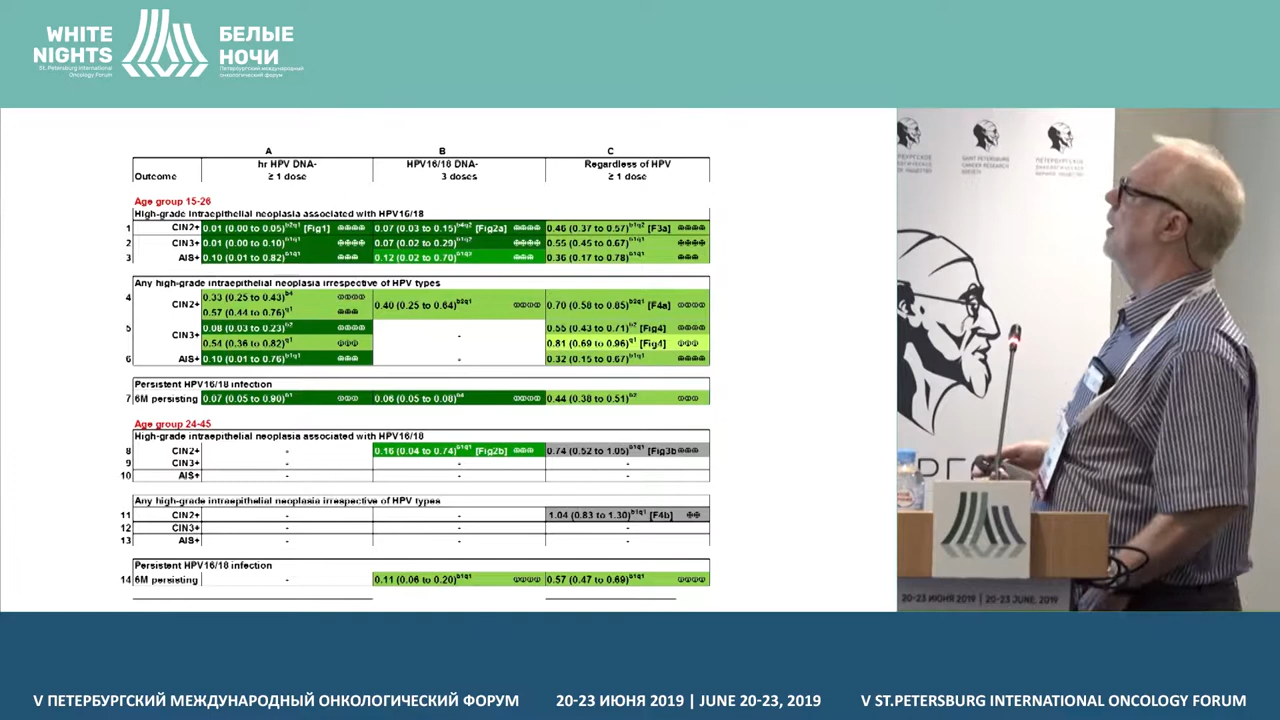 WHITE NIGHTS
St. Petersburg International Oncology Forum
БЕЛЫЕ НОЧИ
Петербургский международный онкологический форум
A B C
Outcome hr HPV DNA- ≥ 1 dose HPV16/18 DNA- 3 doses Regardless of HPV ≥ 1 dose
Age group 15-26
High-grade intraepithelial neoplasia associated with HPV16/18
1 CIN2+ 0.01 (0.00 to 0.05) [Fig1] 0.07 (0.03 to 0.15) [Fig2a] 0.46 (0.37 to 0.57) [F3a]
2 CIN3+ 0.01 (0.00 to 0.10) 0.07 (0.02 to 0.29) 0.55 (0.45 to 0.67)
3 AIS+ 0.10 (0.01 to 0.82) 0.12 (0.02 to 0.70) 0.36 (0.17 to 0.78)
Any high-grade intraepithelial neoplasia irrespective of HPV types
4 CIN2+ 0.33 (0.25 to 0.43) 0.40 (0.25 to 0.64) 0.70 (0.58 to 0.85) [F4a]
0.57 (0.44 to 0.76)
5 CIN3+ 0.08 (0.03 to 0.23) - 0.55 (0.43 to 0.71) [Fig4]
0.54 (0.36 to 0.82) 0.81 (0.69 to 0.96) [Fig4]
6 AIS+ 0.10 (0.01 to 0.76) - 0.32 (0.15 to 0.67)
Persistent HPV16/18 infection
7 6M persisting 0.07 (0.05 to 0.90) 0.06 (0.05 to 0.08) 0.44 (0.38 to 0.51)
Age group 24-45
High-grade intraepithelial neoplasia associated with HPV16/18
8 CIN2+ - 0.16 (0.04 to 0.74) [Fig2b] 0.74 (0.52 to 1.05) [Fig3b
9 CIN3+ - - -
10 AIS+ - - -
Any high-grade intraepithelial neoplasia irrespective of HPV types
11 CIN2+ - - 1.04 (0.83 to 1.30) [F4b]
12 CIN3+ - - -
13 AIS+ - - -
Persistent HPV16/18 infection
14 6M persisting - 0.11 (0.06 to 0.20) 0.57 (0.47 to 0.69)
SAINT PETERSBURG
CANCER RESEARCH
SOCIETY
20-23 ИЮНЯ 2019 | 20-23 JUNE, 2019
V ПЕТЕРБУРГСКИЙ МЕЖДУНАРОДНЫЙ ОНКОЛОГИЧЕСКИЙ ФОРУМ 20-23 ИЮНЯ 2019 | JUNE 20-23, 2019 V ST.PETERSBURG INTERNATIONAL ONCOLOGY FORUM